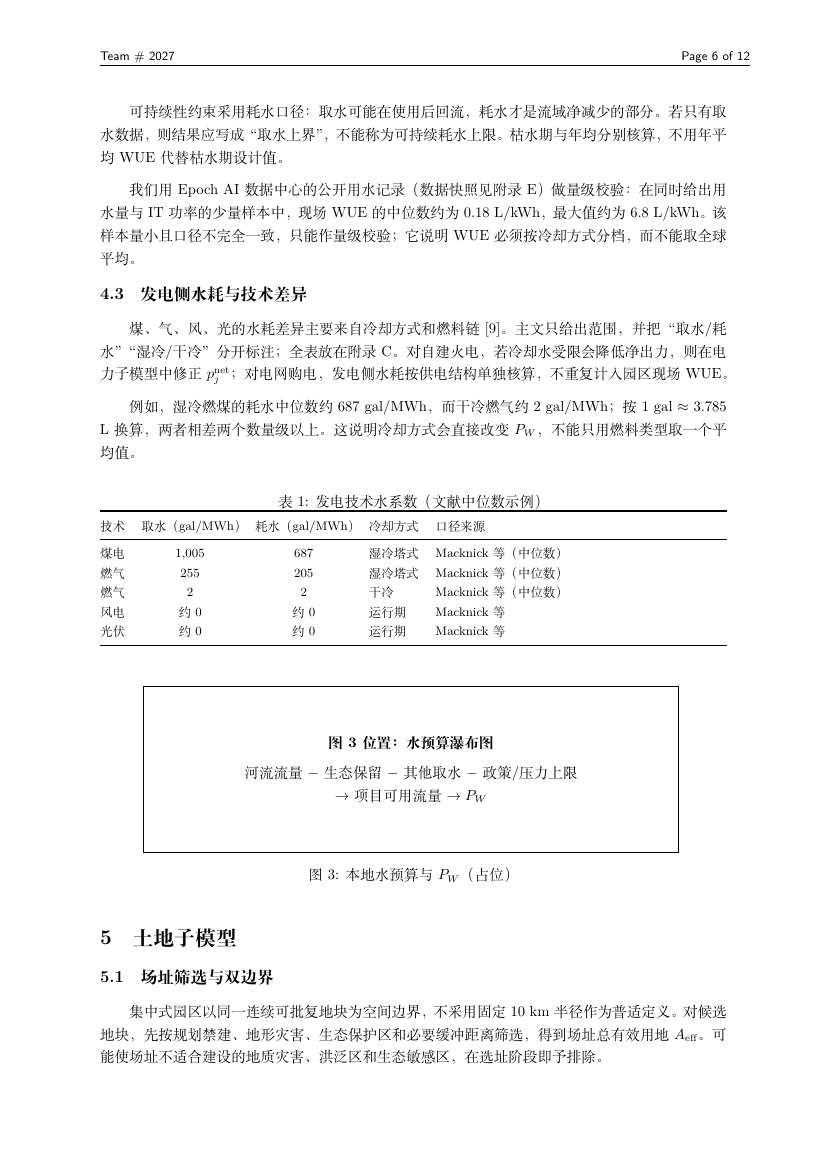 Team # 2027 Page 6 of 12
可持续性约束采用耗水口径：取水可能在使用后回流，耗水才是流域净减少的部分。若只有取
水数据，则结果应写成“取水上界”，不能称为可持续耗水上限。枯水期与年均分别核算，不用年平
均 WUE 代替枯水期设计值。
我们用 Epoch AI 数据中心的公开用水记录（数据快照见附录 E）做量级校验：在同时给出用
水量与 IT 功率的少量样本中，现场 WUE 的中位数约为 0.18 L/kWh，最大值约为 6.8 L/kWh。该
样本量小且口径不完全一致，只能作量级校验；它说明 WUE 必须按冷却方式分档，而不能取全球
平均。
4.3 发电侧水耗与技术差异
煤、气、风、光的水耗差异主要来自冷却方式和燃料链 [9]。主文只给出范围，并把“取水/耗
水”“湿冷/干冷”分开标注；全表放在附录 C。对自建火电，若冷却水受限会降低净出力，则在电
力子模型中修正 p_j^net；对电网购电，发电侧水耗按供电结构单独核算，不重复计入园区现场 WUE。
例如，湿冷燃煤的耗水中位数约 687 gal/MWh，而干冷燃气约 2 gal/MWh；按 1 gal ≈ 3.785
L 换算，两者相差两个数量级以上。这说明冷却方式会直接改变 P_W，不能只用燃料类型取一个平
均值。
表 1: 发电技术水系数（文献中位数示例）
技术 取水（gal/MWh） 耗水（gal/MWh） 冷却方式 口径来源
煤电 1,005 687 湿冷塔式 Macknick 等（中位数）
燃气 255 205 湿冷塔式 Macknick 等（中位数）
燃气 2 2 干冷 Macknick 等（中位数）
风电 约 0 约 0 运行期 Macknick 等
光伏 约 0 约 0 运行期 Macknick 等
图 3 位置：水预算瀑布图
河流流量 − 生态保留 − 其他取水 − 政策/压力上限
→ 项目可用流量 → P_W
图 3: 本地水预算与 P_W（占位）
5 土地子模型
5.1 场址筛选与双边界
集中式园区以同一连续可批复地块为空间边界，不采用固定 10 km 半径作为普适定义。对候选
地块，先按规划禁建、地形灾害、生态保护区和必要缓冲距离筛选，得到场址总有效用地 A_eff。可
能使场址不适合建设的地质灾害、洪泛区和生态敏感区，在选址阶段即予排除。